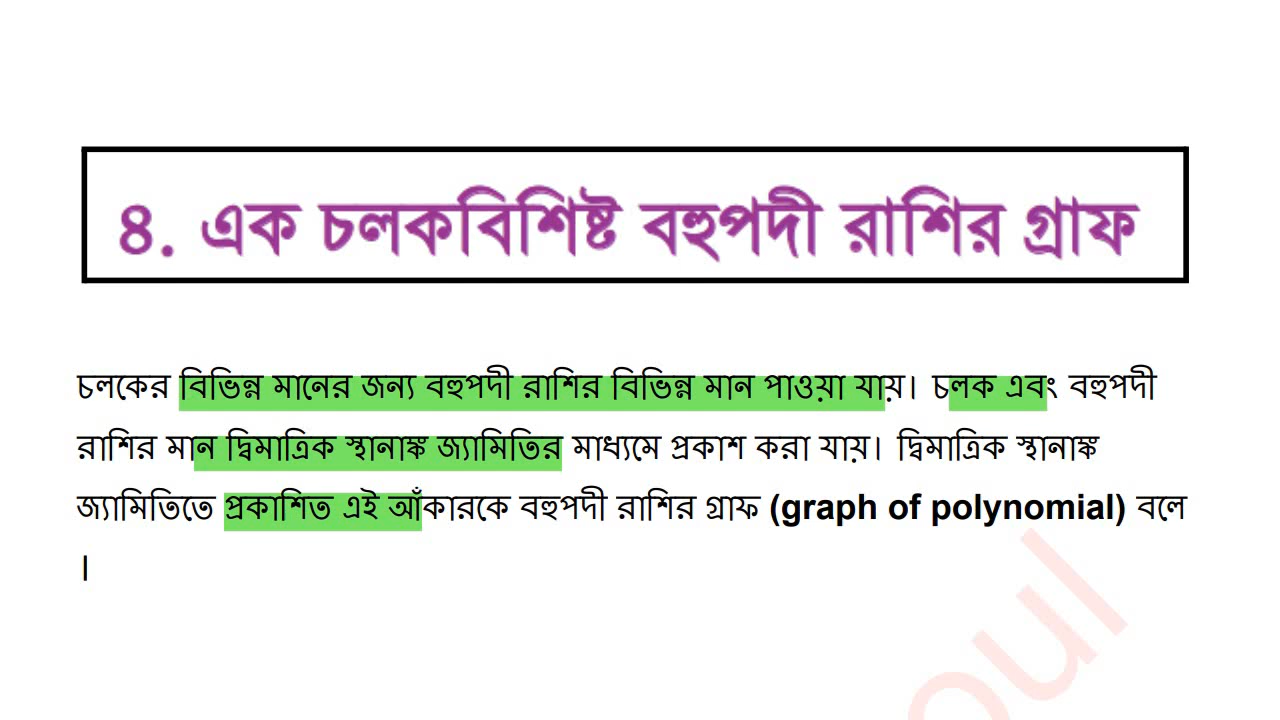 ৪. এক চলকবিশিষ্ট বহুপদী রাশির গ্রাফ
চলকের বিভিন্ন মানের জন্য বহুপদী রাশির বিভিন্ন মান পাওয়া যায়। চলক এবং বহুপদী
রাশির মান দ্বিমাত্রিক স্থানাঙ্ক জ্যামিতির মাধ্যমে প্রকাশ করা যায়। দ্বিমাত্রিক স্থানাঙ্ক
জ্যামিতিতে প্রকাশিত এই আঁকারকে বহুপদী রাশির গ্রাফ (graph of polynomial) বলে
।